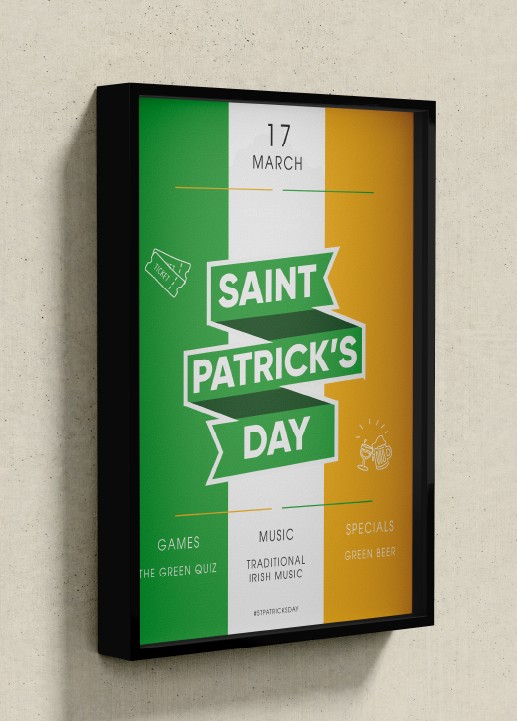 17
MARCH
TICKET
SAINT
PATRICK'S
DAY
GAMES
THE GREEN QUIZ
MUSIC
TRADITIONAL
IRISH MUSIC
SPECIALS
GREEN BEER
#STPATRICKSDAY